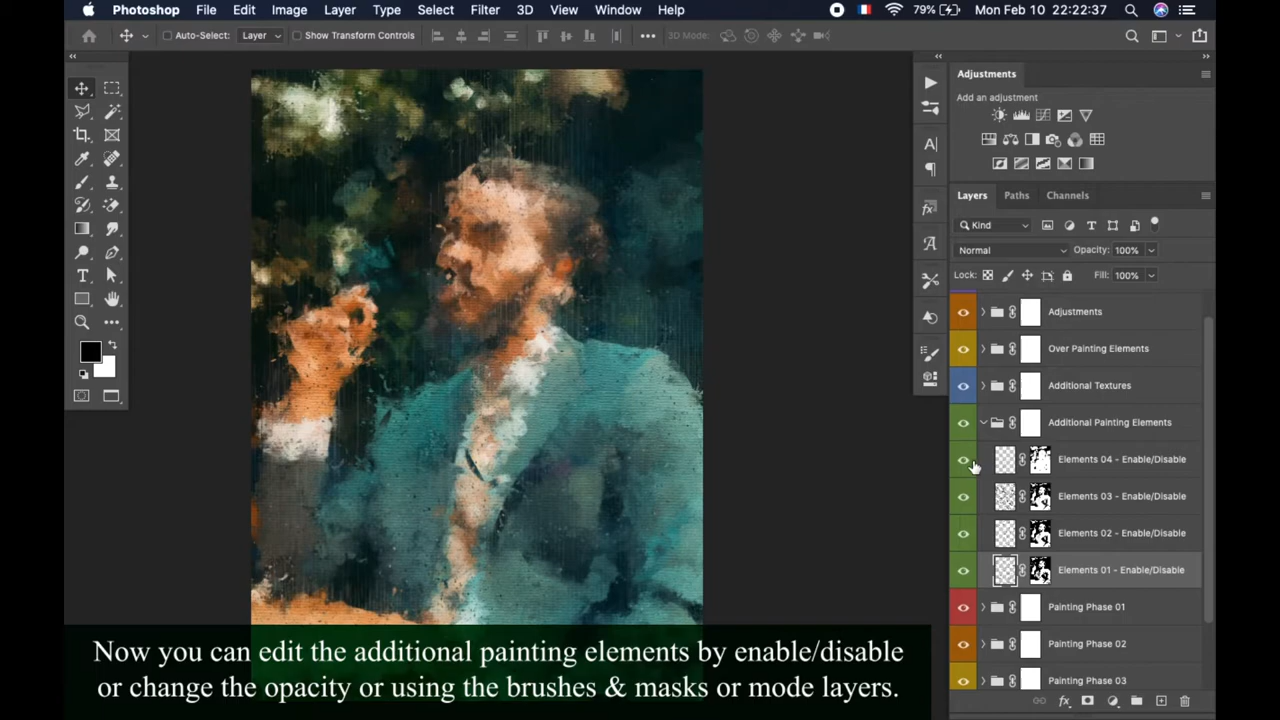 Photoshop File Edit Image Layer Type Select Filter 3D View Window Help 79% Mon Feb 10 22:22:37
Auto-Select: Layer Show Transform Controls 3D Mode:
Adjustments
Add an adjustment
Layers Paths Channels
Kind
Normal Opacity: 100%
Lock: Fill: 100%
Adjustments
Over Painting Elements
Additional Textures
Additional Painting Elements
Elements 04 - Enable/Disable
Elements 03 - Enable/Disable
Elements 02 - Enable/Disable
Elements 01 - Enable/Disable
Painting Phase 01
Painting Phase 02
Painting Phase 03
Now you can edit the additional painting elements by enable/disable
or change the opacity or using the brushes & masks or mode layers.